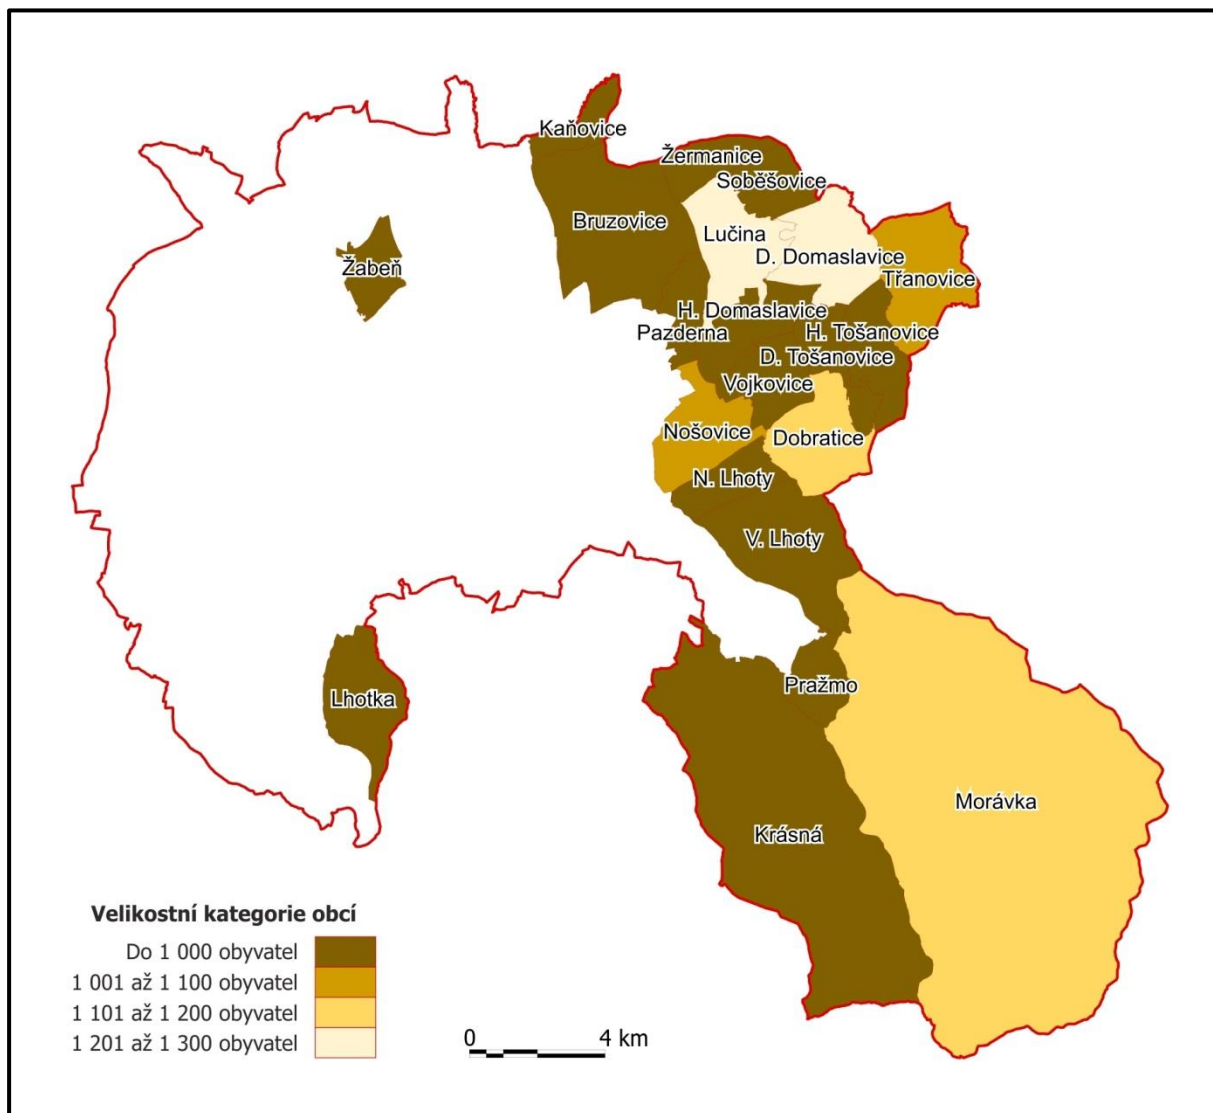 Kaňovice
Žermanice
Soběšovice
Bruzovice
Lučina
D. Domaslavice
Žabeň
Třanovice
H. Domaslavice
Pazderna
H. Tošanovice
D. Tošanovice
Vojkovice
Nošovice
Dobratice
N. Lhoty
V. Lhoty
Pražmo
Lhotka
Morávka
Krásná
Velikostní kategorie obcí
Do 1 000 obyvatel
1 001 až 1 100 obyvatel
1 101 až 1 200 obyvatel
1 201 až 1 300 obyvatel
0 4 km